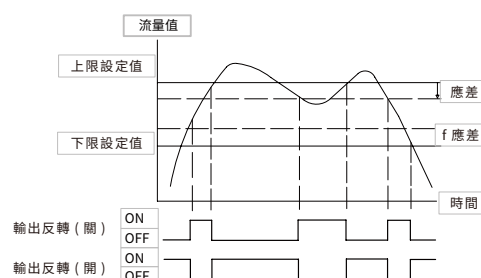 流量值
上限設定值
應差
f 應差
下限設定值
時間
輸出反轉 ( 關 )
ON
OFF
輸出反轉 ( 開 )
ON
OFF